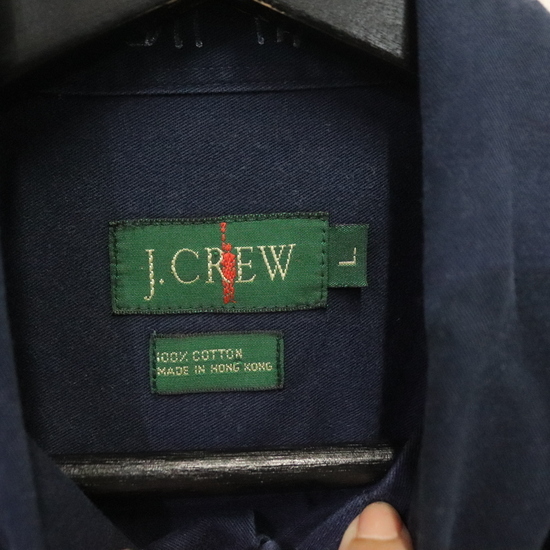 J.CREW
L
100% COTTON
MADE IN HONG KONG